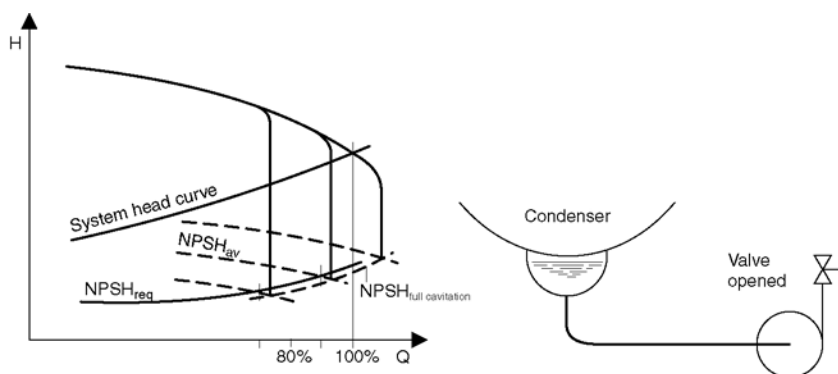 H
System head curve
NPSHav
NPSHreq
NPSHfull cavitation
80%
100%
Q
Condenser
Valve
opened